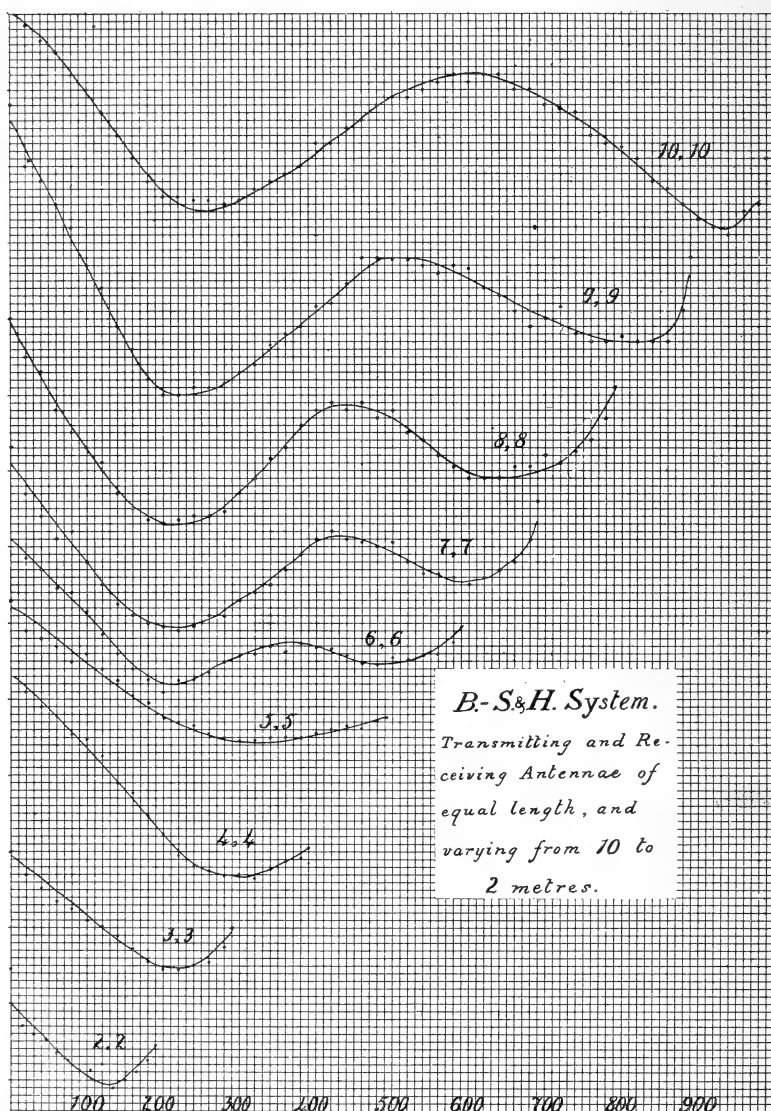 10,10
9,9
8,8
7,7
6,6
5,5
4,4
3,3
2,2
B.-S&H. System.
Transmitting and Re-
ceiving Antennae of
equal length, and
varying from 10 to
2 metres.
100 200 300 400 500 600 700 800 900